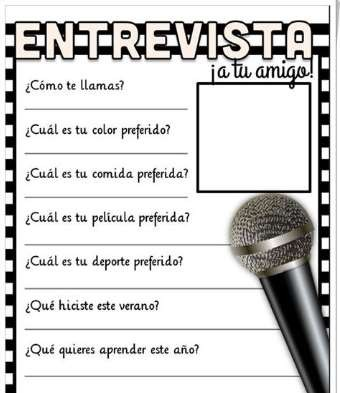 ENTREVISTA
¡a tu amigo!
¿Cómo te llamas?
¿Cuál es tu color preferido?
¿Cuál es tu comida preferida?
¿Cuál es tu película preferida?
¿Cuál es tu deporte preferido?
¿Qué hiciste este verano?
¿Qué quieres aprender este año?